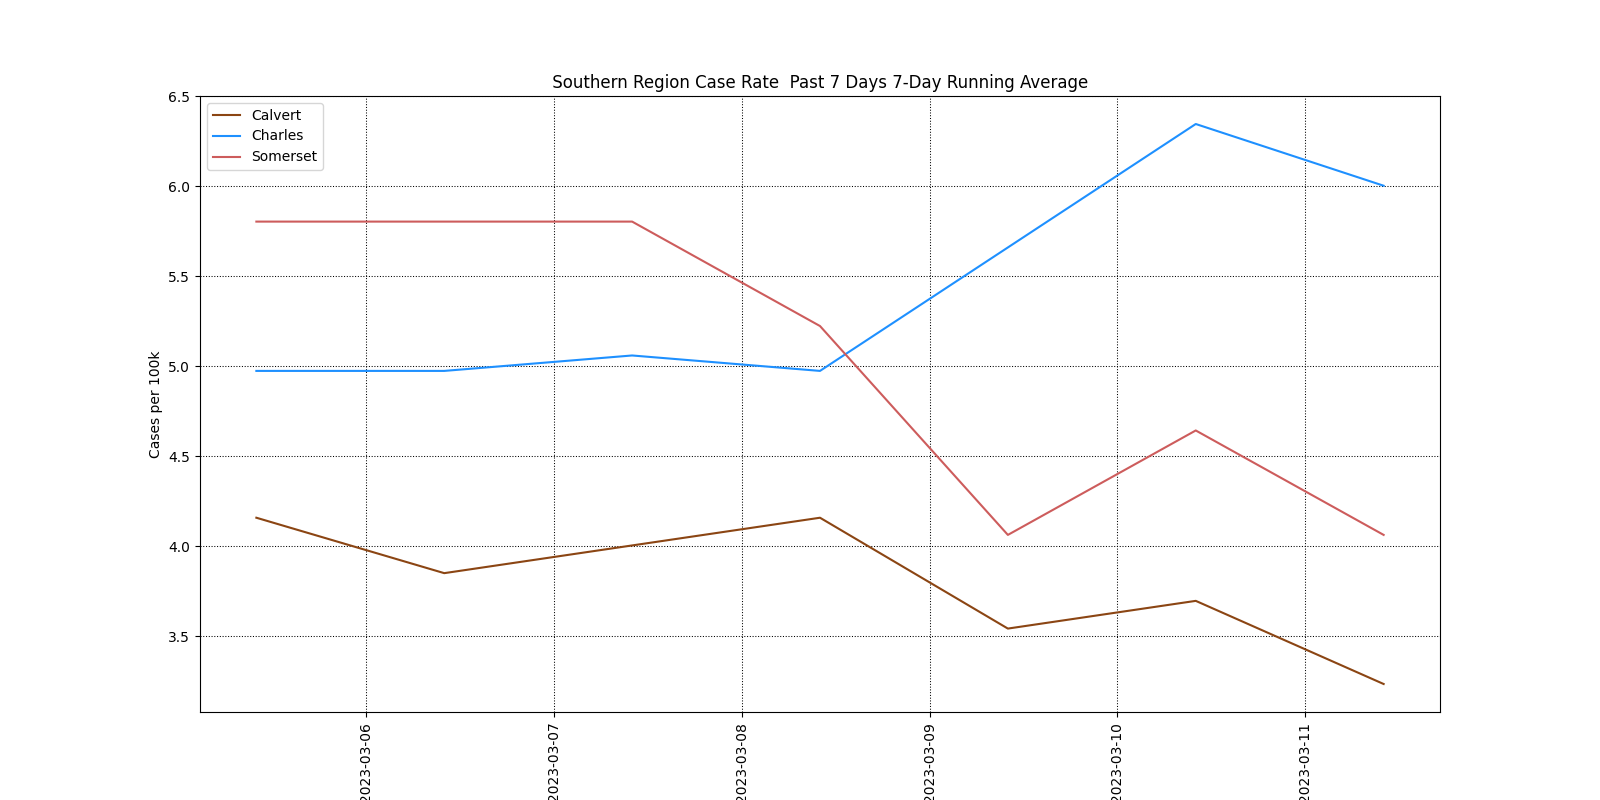 Southern Region Case Rate  Past 7 Days 7-Day Running Average
Calvert
Charles
Somerset
Cases per 100k
6.5
6.0
5.5
5.0
4.5
4.0
3.5
2023-03-06
2023-03-07
2023-03-08
2023-03-09
2023-03-10
2023-03-11